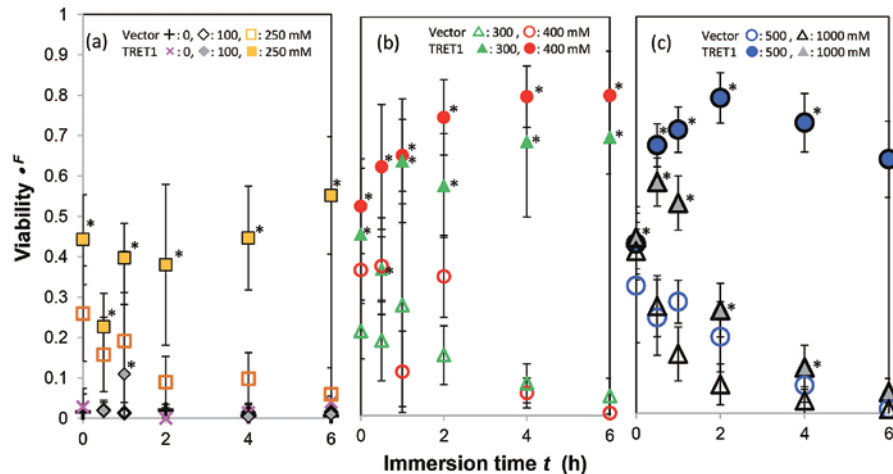 1
0.9
0.8
0.7
0.6
0.5
0.4
0.3
0.2
0.1
0
Viability • F
(a)
Vector +: 0, ◇: 100, □: 250 mM
TRET1 ×: 0, ◆: 100, ■: 250 mM
(b)
Vector △: 300, ○: 400 mM
TRET1 ▲: 300, ●: 400 mM
(c)
Vector ○: 500, △: 1000 mM
TRET1 ●: 500, ▲: 1000 mM
* * * * * * *
* * * * * * * * * * * *
* * * * * * * * *
0 2 4 6 0 2 4 6 0 2 4 6
Immersion time t (h)